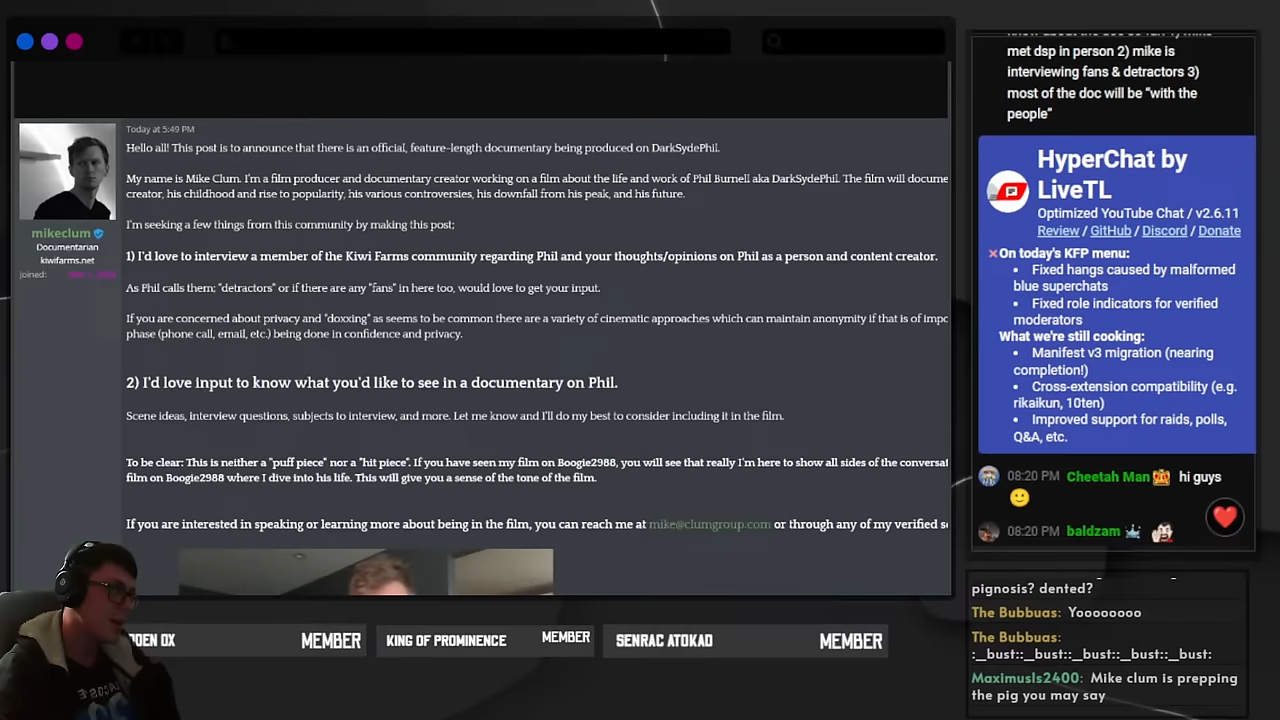 Today at 5:49 PM
Hello all! This post is to announce that there is an official, feature-length documentary being produced on DarkSydePhil.
My name is Mike Clum. I'm a film producer and documentary creator working on a film about the life and work of Phil Burnell aka DarkSydePhil. The film will docume
creator, his childhood and rise to popularity, his various controversies, his downfall from his peak, and his future.
mikeclum
Documentarian
kiwifarms.net
joined:
I'm seeking a few things from this community by making this post;
1) I'd love to interview a member of the Kiwi Farms community regarding Phil and your thoughts/opinions on Phil as a person and content creator.
As Phil calls them; "detractors" or if there are any "fans" in here too, would love to get your input.
If you are concerned about privacy and "doxxing" as seems to be common there are a variety of cinematic approaches which can maintain anonymity if that is of impo
phase (phone call, email, etc.) being done in confidence and privacy.
2) I'd love input to know what you'd like to see in a documentary on Phil.
Scene ideas, interview questions, subjects to interview, and more. Let me know and I'll do my best to consider including it in the film.
To be clear: This is neither a "puff piece" nor a "hit piece". If you have seen my film on Boogie2988, you will see that really I'm here to show all sides of the conversat
film on Boogie2988 where I dive into his life. This will give you a sense of the tone of the film.
If you are interested in speaking or learning more about being in the film, you can reach me at mike@clumgroup.com or through any of my verified s
met dsp in person 2) mike is
interviewing fans & detractors 3)
most of the doc will be “with the
people”
HyperChat by
LiveTL
Optimized YouTube Chat / v2.6.11
Review / GitHub / Discord / Donate
On today's KFP menu:
• Fixed hangs caused by malformed
blue superchats
• Fixed role indicators for verified
moderators
What we're still cooking:
• Manifest v3 migration (nearing
completion!)
• Cross-extension compatibility (e.g.
rikaikun, 10ten)
• Improved support for raids, polls,
Q&A, etc.
08:20 PM Cheetah Man hi guys
08:20 PM baldzam
pignosis? dented?
The Bubbuas: Yooooooo
The Bubbuas:
:_bust::_bust::_bust::_bust::_bust:
MaximusIs2400: Mike clum is prepping
the pig you may say
DEN OX MEMBER
KING OF PROMINENCE MEMBER
SENRAC ATOKAD MEMBER